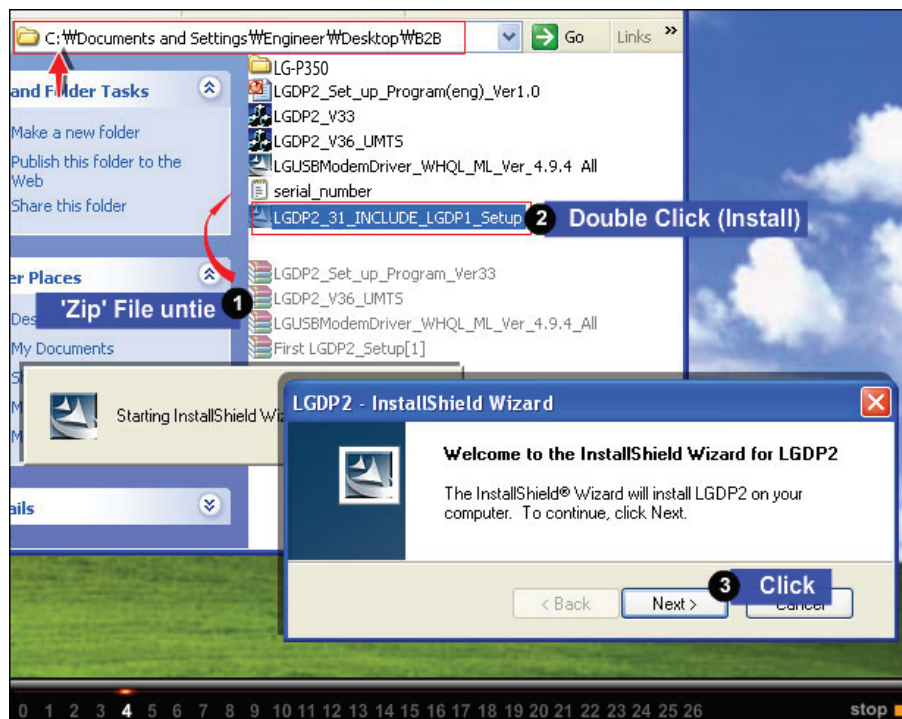 C:₩Documents and Settings₩Engineer₩Desktop₩B2B
Go
Links »
and Folder Tasks
Make a new folder
Publish this folder to the
Web
Share this folder
er Places
My Documents
ails
LG-P350
LGDP2_Set_up_Program(eng)_Ver1.0
LGDP2_V33
LGDP2_V36_UMTS
LGUSBModemDriver_WHQL_ML_Ver_4.9.4 All
serial_number
LGDP2_31_INCLUDE_LGDP1_Setup
2 Double Click (Install)
LGDP2_Set_up_Program_Ver33
LGDP2_V36_UMTS
LGUSBModemDriver_WHQL_ML_Ver_4.9.4_All
First LGDP2_Setup[1]
'Zip' File untie 1
Starting InstallShield Wiz
LGDP2 - InstallShield Wizard
Welcome to the InstallShield Wizard for LGDP2
The InstallShield® Wizard will install LGDP2 on your
computer. To continue, click Next.
3 Click
< Back
Next >
Cancel
0 1 2 3 4 5 6 7 8 9 10 11 12 13 14 15 16 17 18 19 20 21 22 23 24 25 26
stop